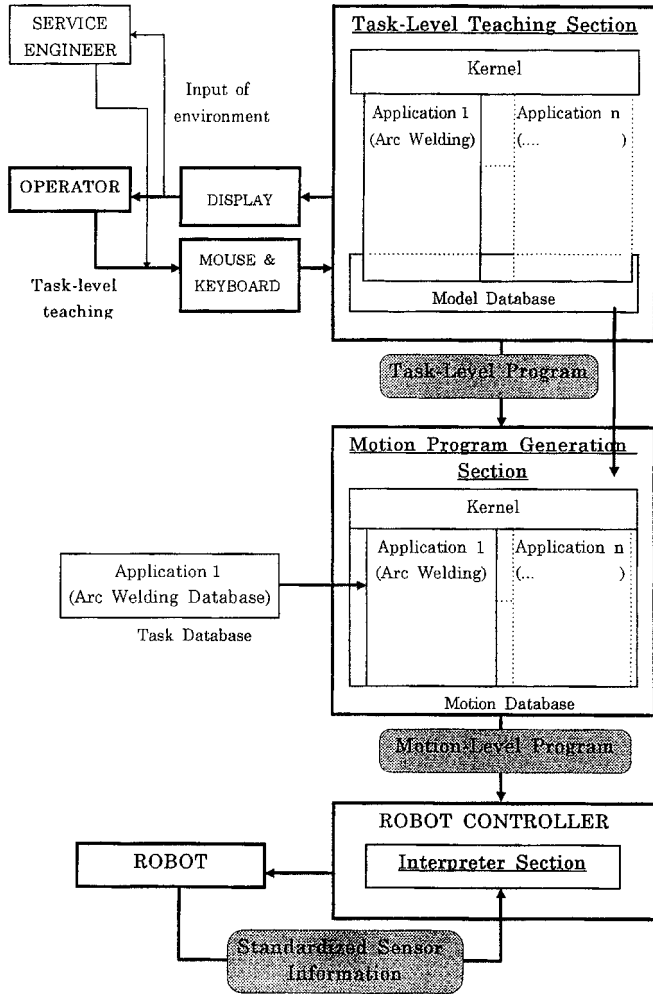 SERVICE
ENGINEER
Input of
environment
OPERATOR
DISPLAY
MOUSE &
KEYBOARD
Task-level
teaching
Task-Level Teaching Section
Kernel
Application 1
(Arc Welding)
Application n
(.... )
Model Database
Task-Level Program
Motion Program Generation
Section
Kernel
Application 1
(Arc Welding)
Application n
(... )
Application 1
(Arc Welding Database)
Task Database
Motion Database
Motion-Level Program
ROBOT CONTROLLER
Interpreter Section
ROBOT
Standardized Sensor
Information